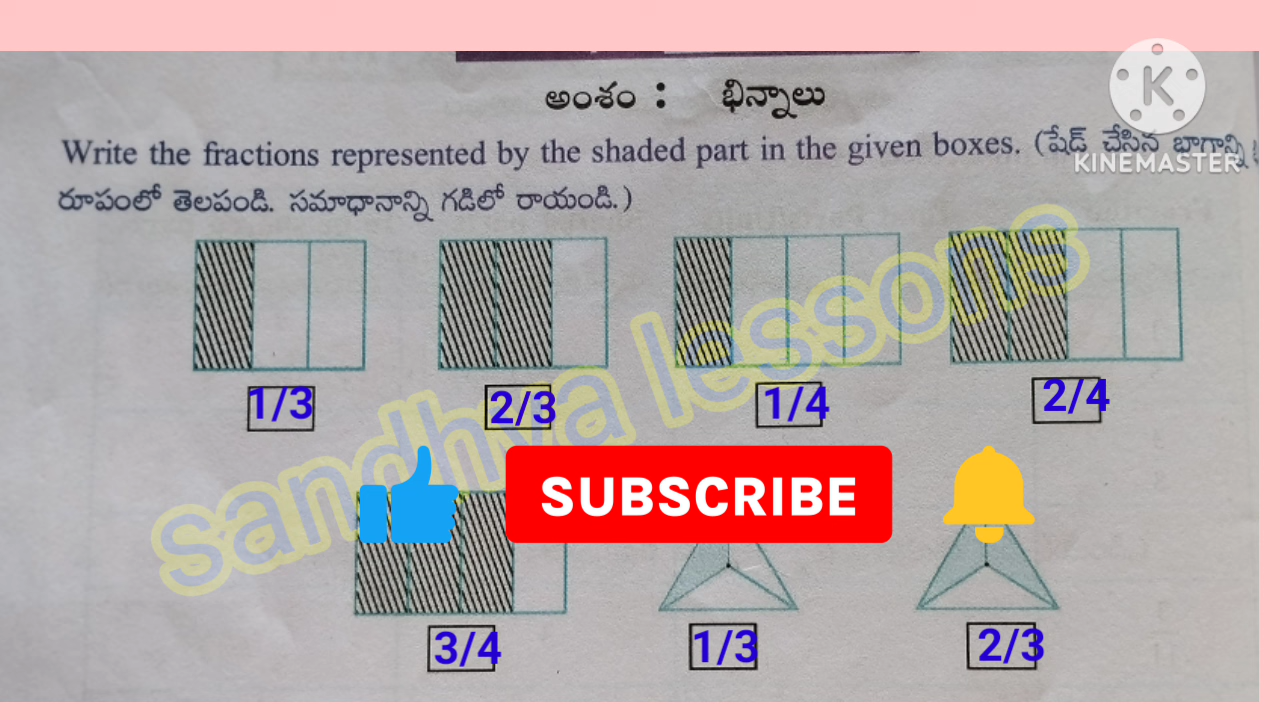 అంశం : భిన్నాలు
KINEMASTER
Write the fractions represented by the shaded part in the given boxes. (షేడ్ చేసిన భాగాన్ని
రూపంలో తెలపండి. సమాధానాన్ని గడిలో రాయండి.)
sandhya lessons
1/3 2/3 1/4 2/4
SUBSCRIBE
3/4 1/3 2/3